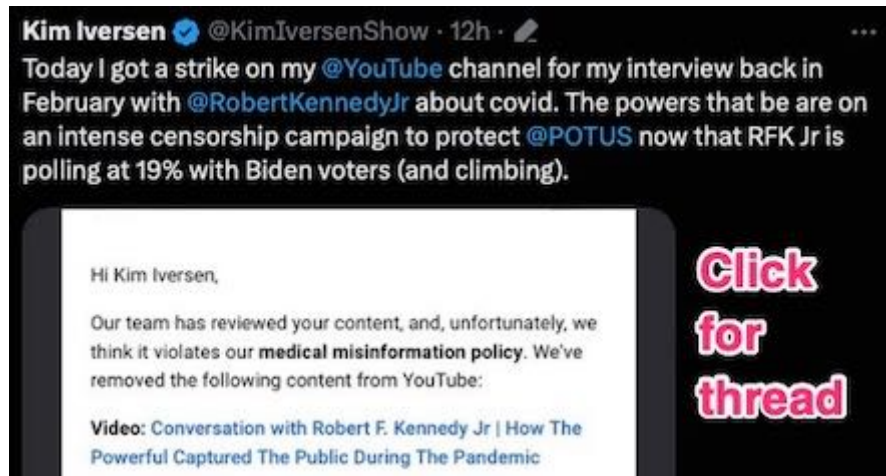 Kim Iversen @KimIversenShow · 12h ·
Today I got a strike on my @YouTube channel for my interview back in
February with @RobertKennedyJr about covid. The powers that be are on
an intense censorship campaign to protect @POTUS now that RFK Jr is
polling at 19% with Biden voters (and climbing).
Hi Kim Iversen,
Our team has reviewed your content, and, unfortunately, we
think it violates our medical misinformation policy. We've
removed the following content from YouTube:
Video: Conversation with Robert F. Kennedy Jr | How The
Powerful Captured The Public During The Pandemic
Click
for
thread